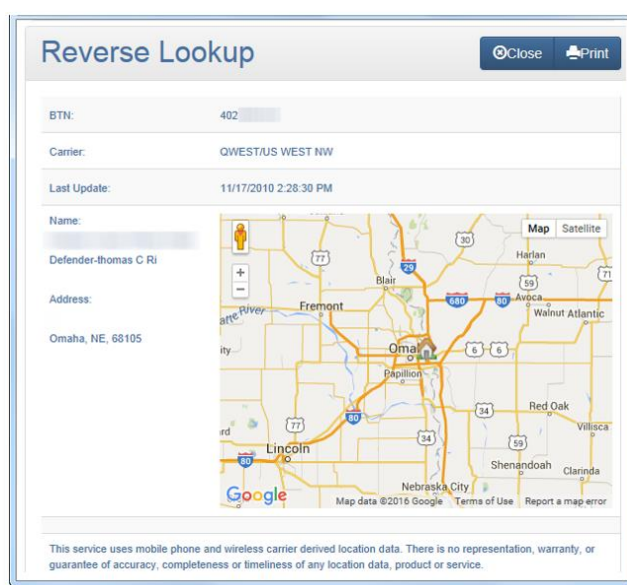 Reverse Lookup
Close
Print
BTN:
402
Carrier:
QWEST/US WEST NW
Last Update:
11/17/2010 2:28:30 PM
Name:
Defender-thomas C Ri
Address:
Omaha, NE, 68105
Map
Satellite
30
77
29
Harlan
Blair
59
71
680
80
Avoca
Fremont
Walnut
Atlantic
River
6
6
Papillion
80
34
Red Oak
77
Villisca
34
59
Lincoln
80
Shenandoah
Clarinda
Nebraska City
Google
Map data ©2016 Google
Terms of Use
Report a map error
This service uses mobile phone and wireless carrier derived location data. There is no representation, warranty, or
guarantee of accuracy, completeness or timeliness of any location data, product or service.